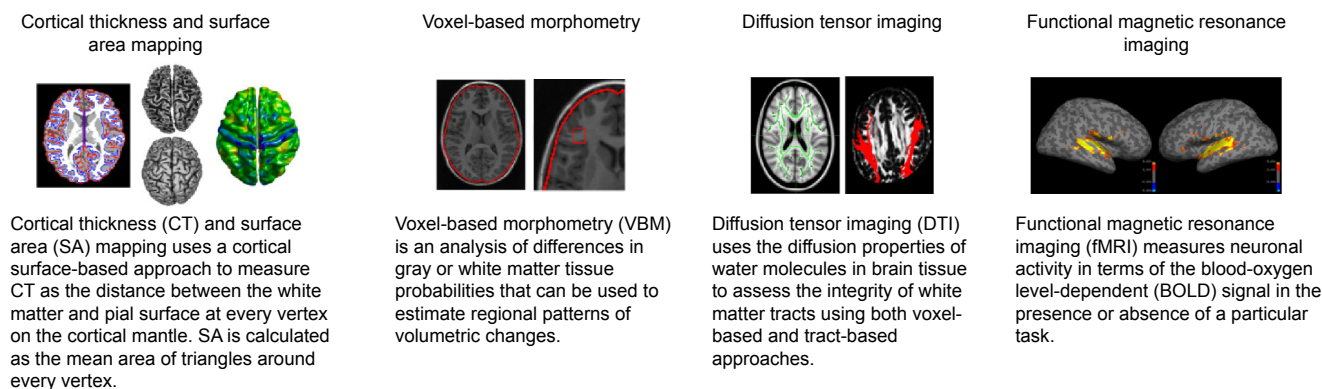 Cortical thickness and surface
area mapping
Voxel-based morphometry
Diffusion tensor imaging
Functional magnetic resonance
imaging
Cortical thickness (CT) and surface
area (SA) mapping uses a cortical
surface-based approach to measure
CT as the distance between the white
matter and pial surface at every vertex
on the cortical mantle. SA is calculated
as the mean area of triangles around
every vertex.
Voxel-based morphometry (VBM)
is an analysis of differences in
gray or white matter tissue
probabilities that can be used to
estimate regional patterns of
volumetric changes.
Diffusion tensor imaging (DTI)
uses the diffusion properties of
water molecules in brain tissue
to assess the integrity of white
matter tracts using both voxel-
based and tract-based
approaches.
Functional magnetic resonance
imaging (fMRI) measures neuronal
activity in terms of the blood-oxygen
level-dependent (BOLD) signal in the
presence or absence of a particular
task.